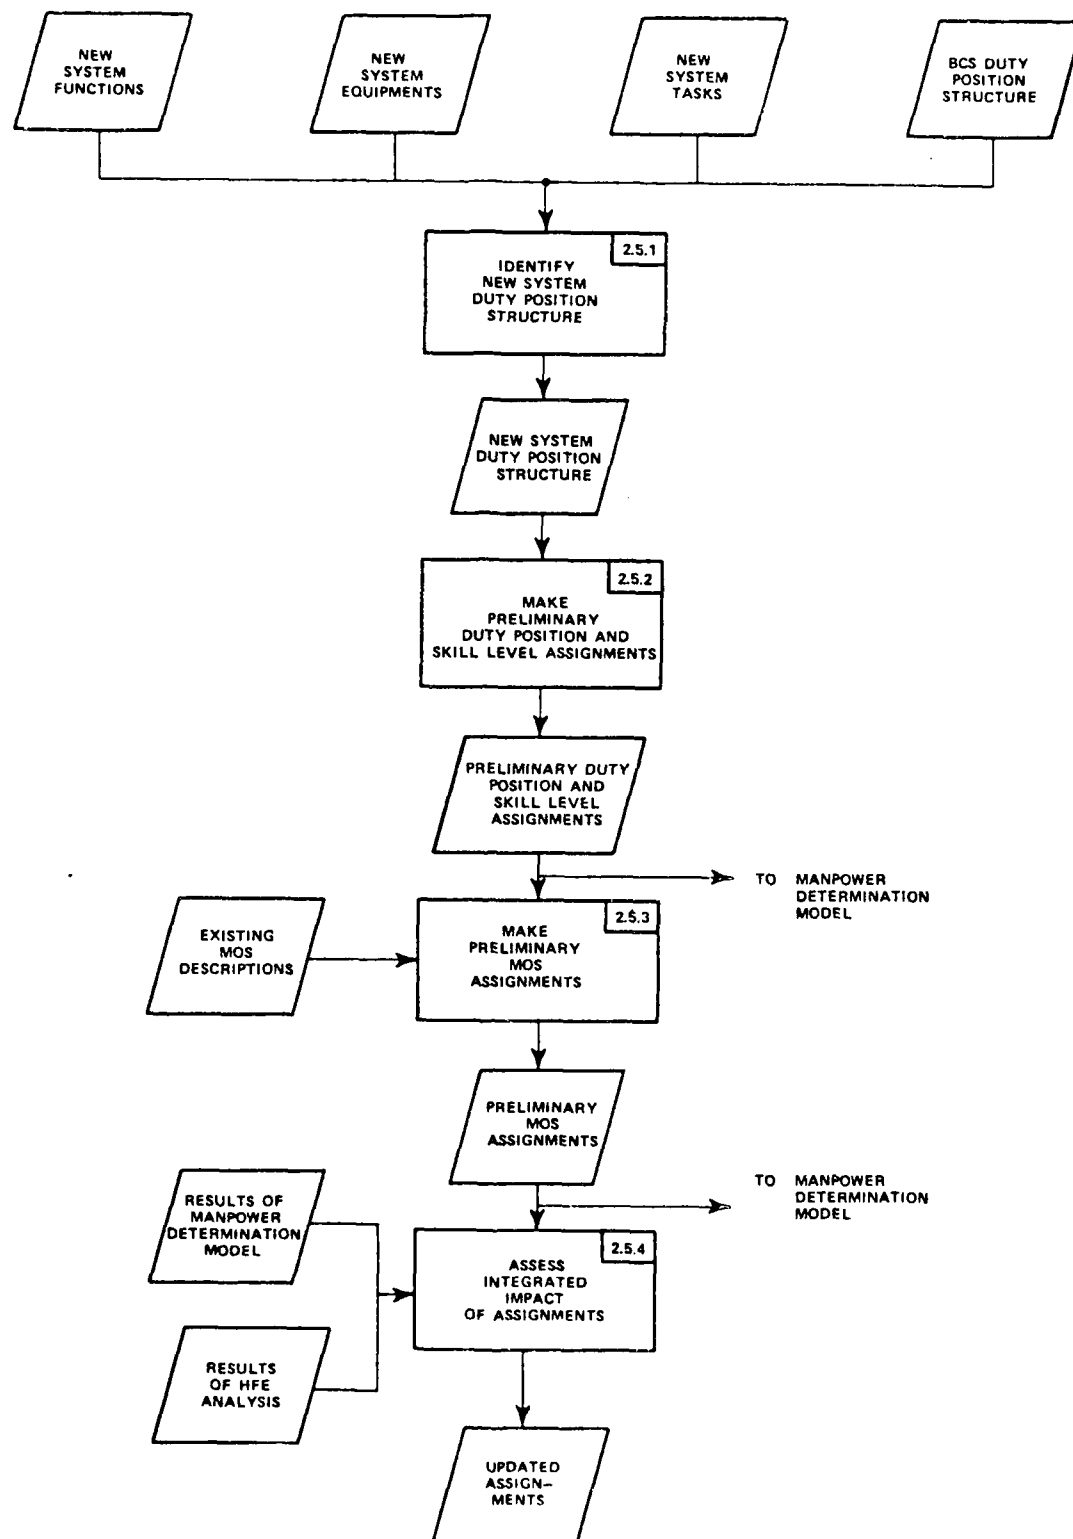 NEW
SYSTEM
FUNCTIONS
NEW
SYSTEM
EQUIPMENTS
NEW
SYSTEM
TASKS
BCS DUTY
POSITION
STRUCTURE
2.5.1
IDENTIFY
NEW SYSTEM
DUTY POSITION
STRUCTURE
NEW SYSTEM
DUTY POSITION
STRUCTURE
2.5.2
MAKE
PRELIMINARY
DUTY POSITION AND
SKILL LEVEL ASSIGNMENTS
PRELIMINARY DUTY
POSITION AND
SKILL LEVEL
ASSIGNMENTS
TO MANPOWER
DETERMINATION
MODEL
EXISTING
MOS
DESCRIPTIONS
2.5.3
MAKE
PRELIMINARY
MOS
ASSIGNMENTS
PRELIMINARY
MOS
ASSIGNMENTS
TO MANPOWER
DETERMINATION
MODEL
RESULTS OF
MANPOWER
DETERMINATION
MODEL
2.5.4
ASSESS
INTEGRATED
IMPACT
OF ASSIGNMENTS
RESULTS
OF HFE
ANALYSIS
UPDATED
ASSIGN-
MENTS